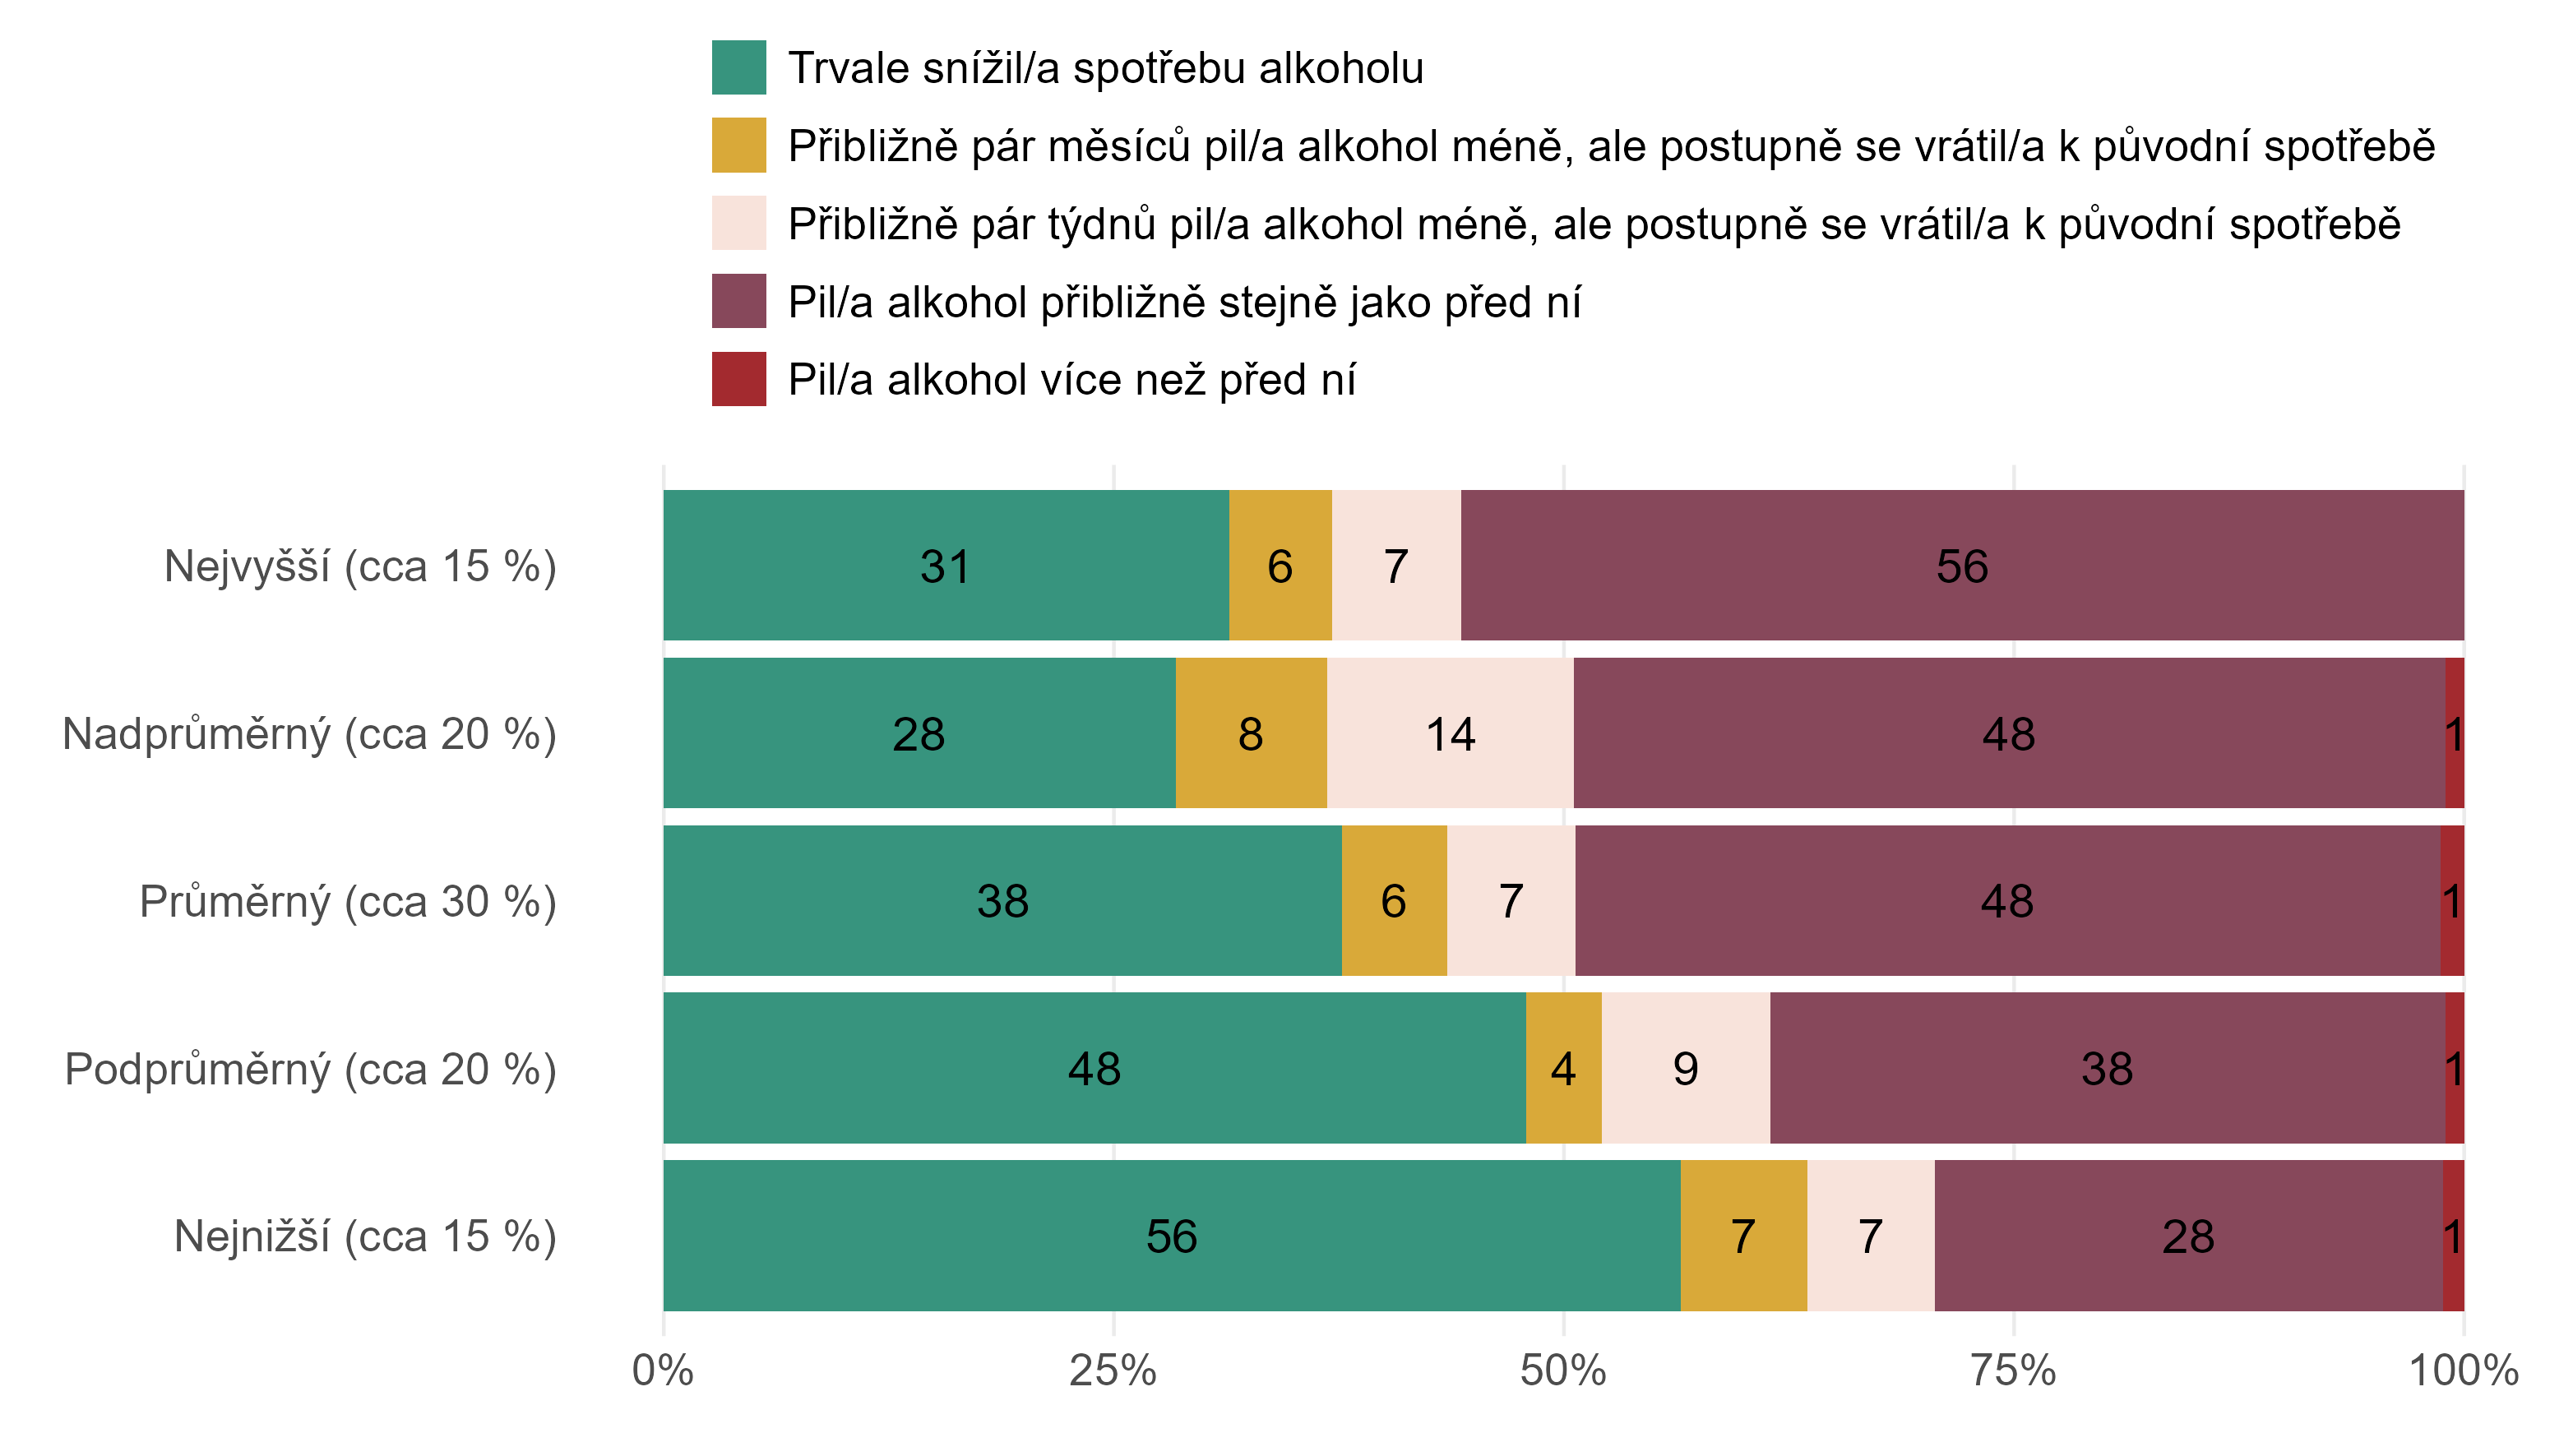 Trvale snížil/a spotřebu alkoholu
Přibližně pár měsíců pil/a alkohol méně, ale postupně se vrátil/a k původní spotřebě
Přibližně pár týdnů pil/a alkohol méně, ale postupně se vrátil/a k původní spotřebě
Pil/a alkohol přibližně stejně jako před ní
Pil/a alkohol více než před ní
Nejvyšší (cca 15 %) 31 6 7 56
Nadprůměrný (cca 20 %) 28 8 14 48 1
Průměrný (cca 30 %) 38 6 7 48 1
Podprůměrný (cca 20 %) 48 4 9 38 1
Nejnižší (cca 15 %) 56 7 7 28 1
0% 25% 50% 75% 100%